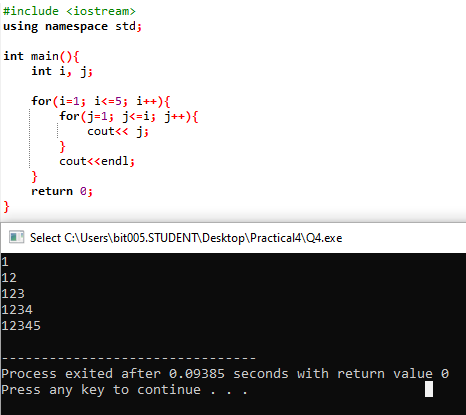 #include <iostream>
using namespace std;
int main(){
int i, j;
for(i=1; i<=5; i++){
for(j=1; j<=i; j++){
cout<< j;
}
cout<<endl;
}
return 0;
}
Select C:\Users\bit005.STUDENT\Desktop\Practical4\Q4.exe
1
12
123
1234
12345
--------------------------------
Process exited after 0.09385 seconds with return value 0
Press any key to continue . . .